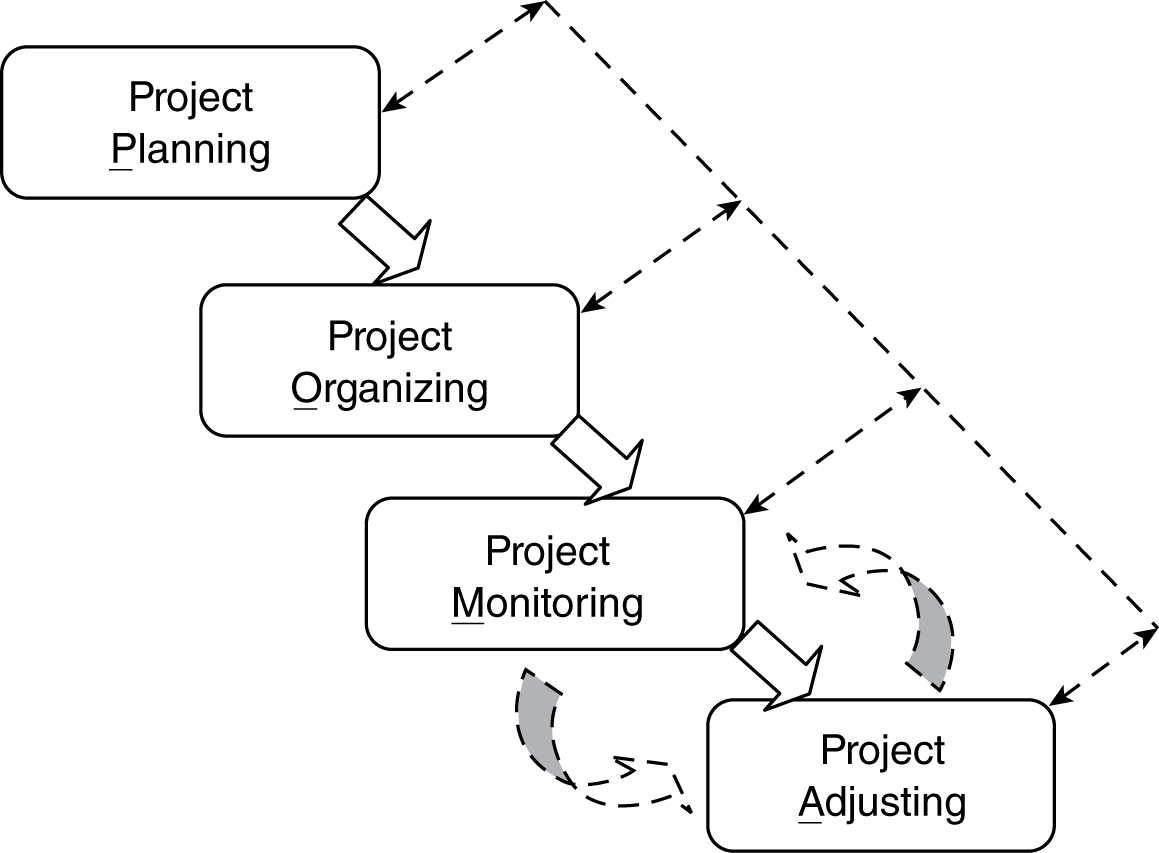 Project
Planning
Project
Organizing
Project
Monitoring
Project
Adjusting